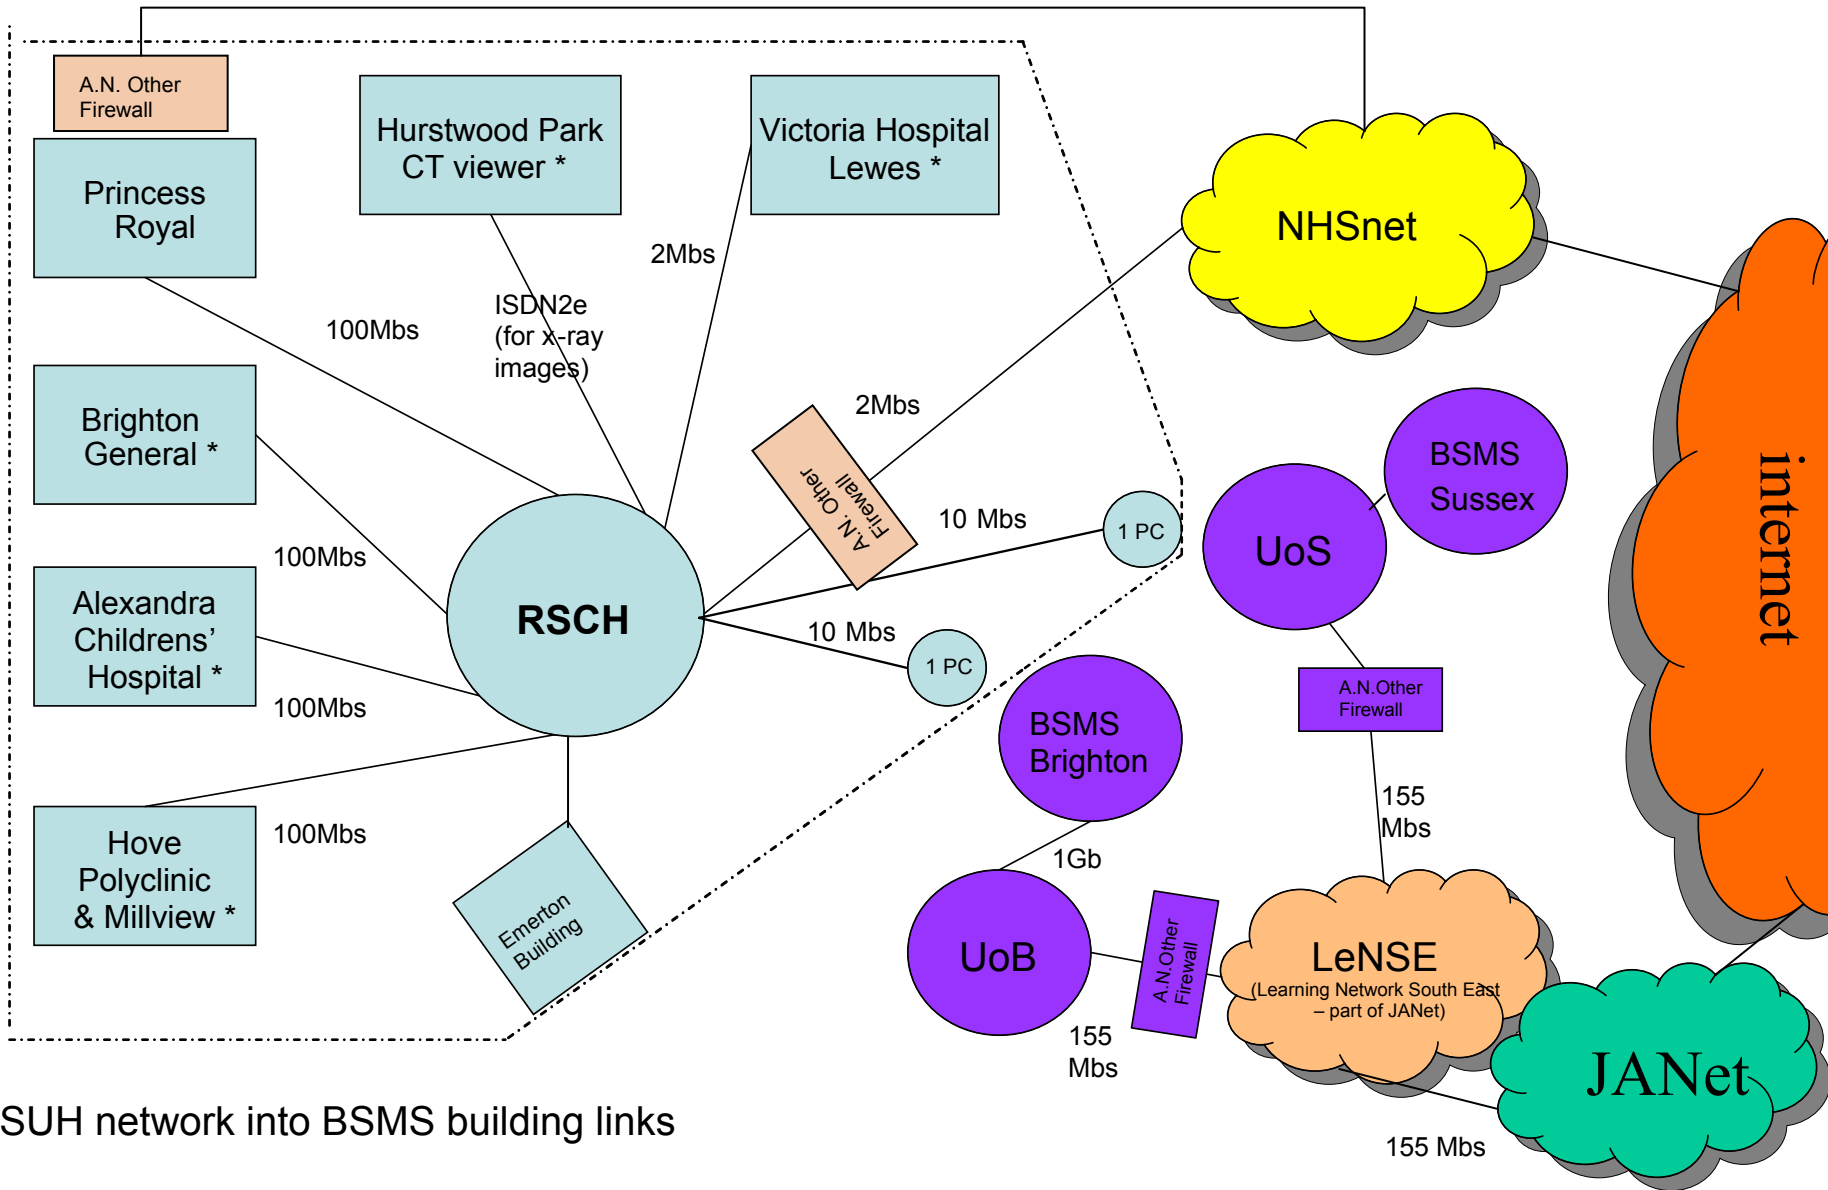 A.N. Other
Firewall
Princess
Royal
Hurstwood Park
CT viewer *
Victoria Hospital
Lewes *
NHSnet
2Mbs
100Mbs
ISDN2e
(for x-ray
images)
2Mbs
Brighton
General *
A.N. Other
Firewall
10 Mbs
1 PC
BSMS
Sussex
UoS
internet
100Mbs
Alexandra
Childrens’
Hospital *
RSCH
10 Mbs
1 PC
A.N.Other
Firewall
100Mbs
BSMS
Brighton
155
Mbs
100Mbs
Hove
Polyclinic
& Millview *
1Gb
Emerton
Building
UoB
A.N.Other
Firewall
LeNSE
(Learning Network South East
– part of JANet)
155
Mbs
JANet
155 Mbs
SUH network into BSMS building links